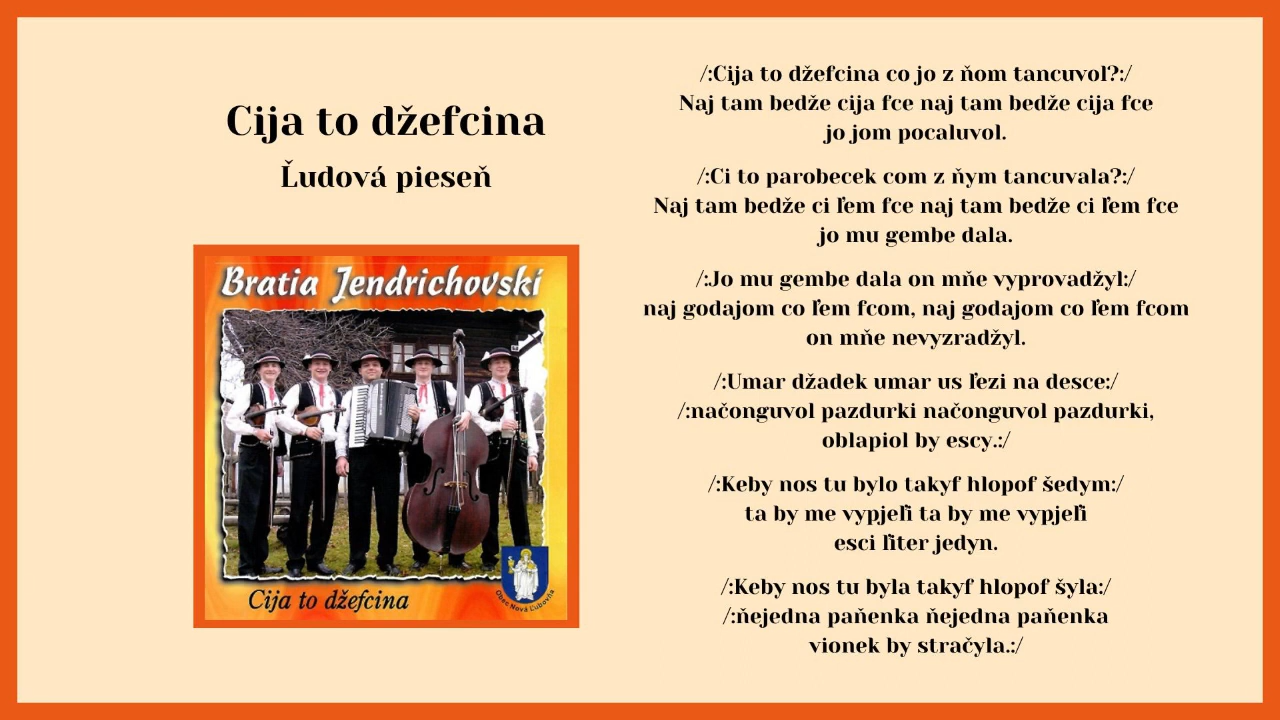 Cija to džefcina
Ľudová pieseň
Bratia Jendrichovskí
Obec Nová Ľubovňa
Cija to džefcina
/:Cija to džefcina co jo z ňom tancuvol?:/
Naj tam bedže cija fce naj tam bedže cija fce
jo jom pocaluvol.
/:Ci to parobecek com z ňym tancuvala?:/
Naj tam bedže ci ľem fce naj tam bedže ci ľem fce
jo mu gembe dala.
/:Jo mu gembe dala on mňe vyprovadžyl:/
naj godajom co ľem fcom, naj godajom co ľem fcom
on mňe nevyzradžyl.
/:Umar džadek umar us ľezi na desce:/
/:načonguvol pazdurki načonguvol pazdurki,
oblapiol by escy.:/
/:Keby nos tu bylo takyf hlopof šedym:/
ta by me vypjeľi ta by me vypjeľi
esci ľiter jedyn.
/:Keby nos tu byla takyf hlopof šyla:/
/:ňejedna paňenka ňejedna paňenka
vionek by stračyla.:/